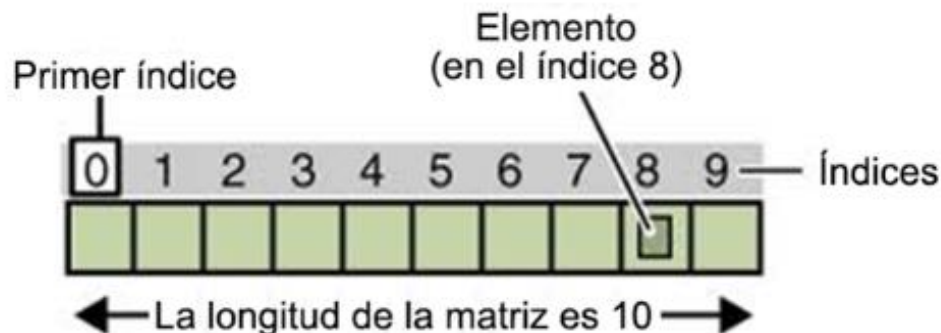 Elemento
(en el índice 8)
Primer índice
0 1 2 3 4 5 6 7 8 9
Índices
La longitud de la matriz es 10